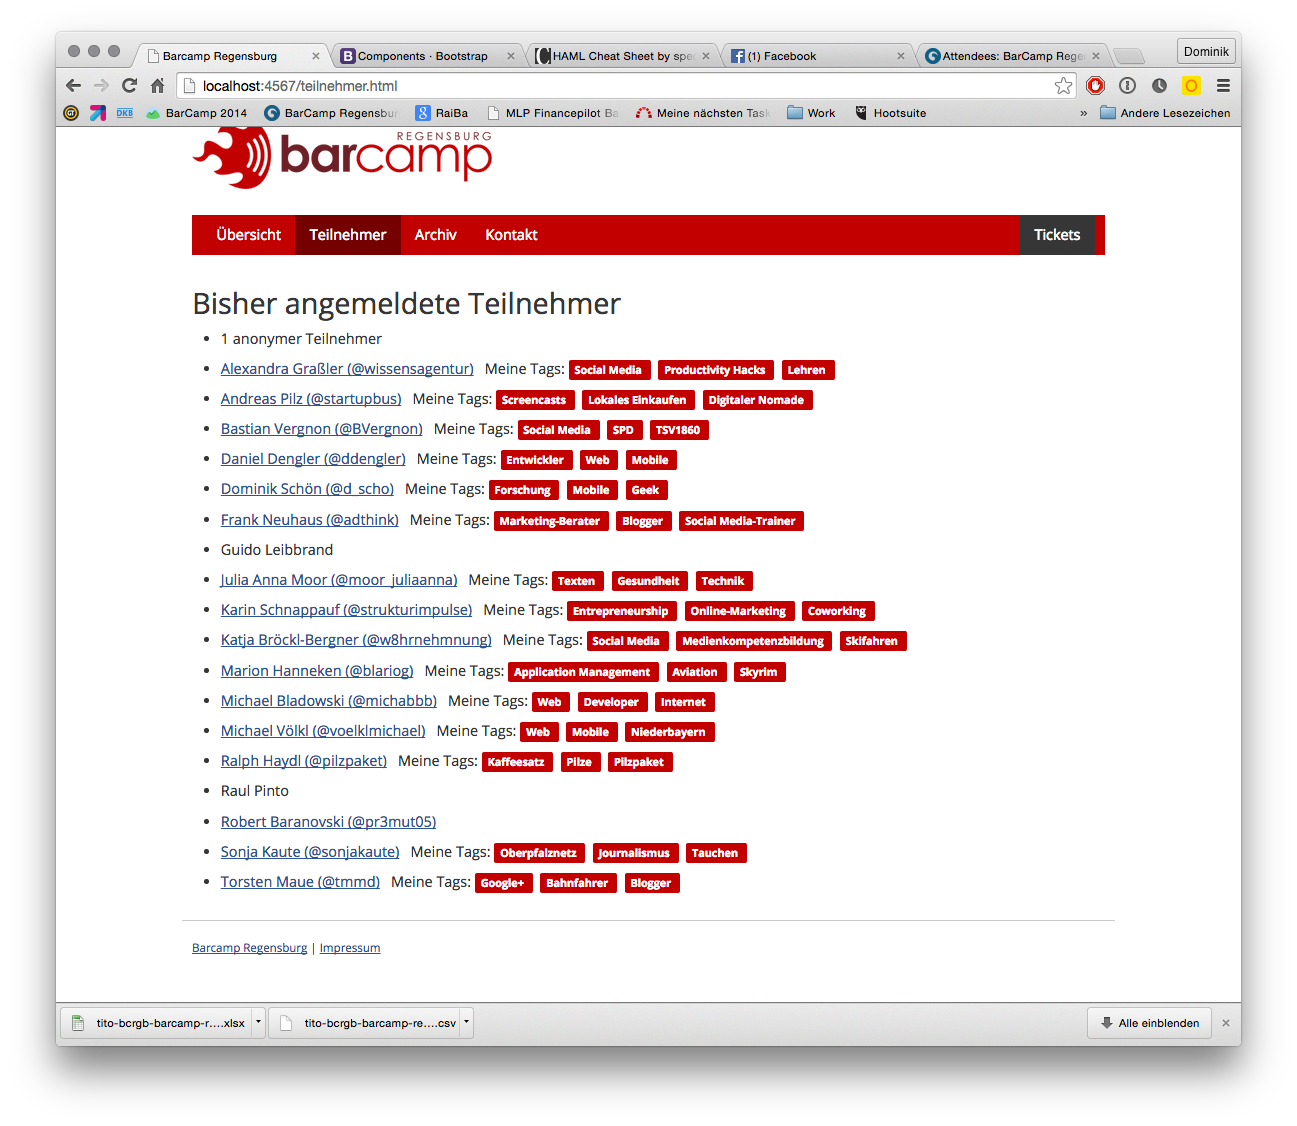 Barcamp Regensburg
Components · Bootstrap
HAML Cheat Sheet by spec
(1) Facebook
Attendees: BarCamp Rege
Dominik
localhost:4567/teilnehmer.html
GT DKB BarCamp 2014 BarCamp Regensbur RaiBa MLP Financepilot Ba Meine nächsten Task Work Hootsuite » Andere Lesezeichen
REGENSBURG
barcamp
Übersicht Teilnehmer Archiv Kontakt Tickets
Bisher angemeldete Teilnehmer
• 1 anonymer Teilnehmer
• Alexandra Graßler (@wissensagentur) Meine Tags: Social Media Productivity Hacks Lehren
• Andreas Pilz (@startupbus) Meine Tags: Screencasts Lokales Einkaufen Digitaler Nomade
• Bastian Vergnon (@BVergnon) Meine Tags: Social Media SPD TSV1860
• Daniel Dengler (@ddengler) Meine Tags: Entwickler Web Mobile
• Dominik Schön (@d_scho) Meine Tags: Forschung Mobile Geek
• Frank Neuhaus (@adthink) Meine Tags: Marketing-Berater Blogger Social Media-Trainer
• Guido Leibbrand
• Julia Anna Moor (@moor_juliaanna) Meine Tags: Texten Gesundheit Technik
• Karin Schnappauf (@strukturimpulse) Meine Tags: Entrepreneurship Online-Marketing Coworking
• Katja Bröckl-Bergner (@w8hrnehmnung) Meine Tags: Social Media Medienkompetenzbildung Skifahren
• Marion Hanneken (@blariog) Meine Tags: Application Management Aviation Skyrim
• Michael Bladowski (@michabbb) Meine Tags: Web Developer Internet
• Michael Völkl (@voelklmichael) Meine Tags: Web Mobile Niederbayern
• Ralph Haydl (@pilzpaket) Meine Tags: Kaffeesatz Pilze Pilzpaket
• Raul Pinto
• Robert Baranovski (@pr3mut05)
• Sonja Kaute (@sonjakaute) Meine Tags: Oberpfalznetz Journalismus Tauchen
• Torsten Maue (@tmmd) Meine Tags: Google+ Bahnfahrer Blogger
Barcamp Regensburg | Impressum
tito-bcrgb-barcamp-r....xlsx tito-bcrgb-barcamp-re....csv Alle einblenden